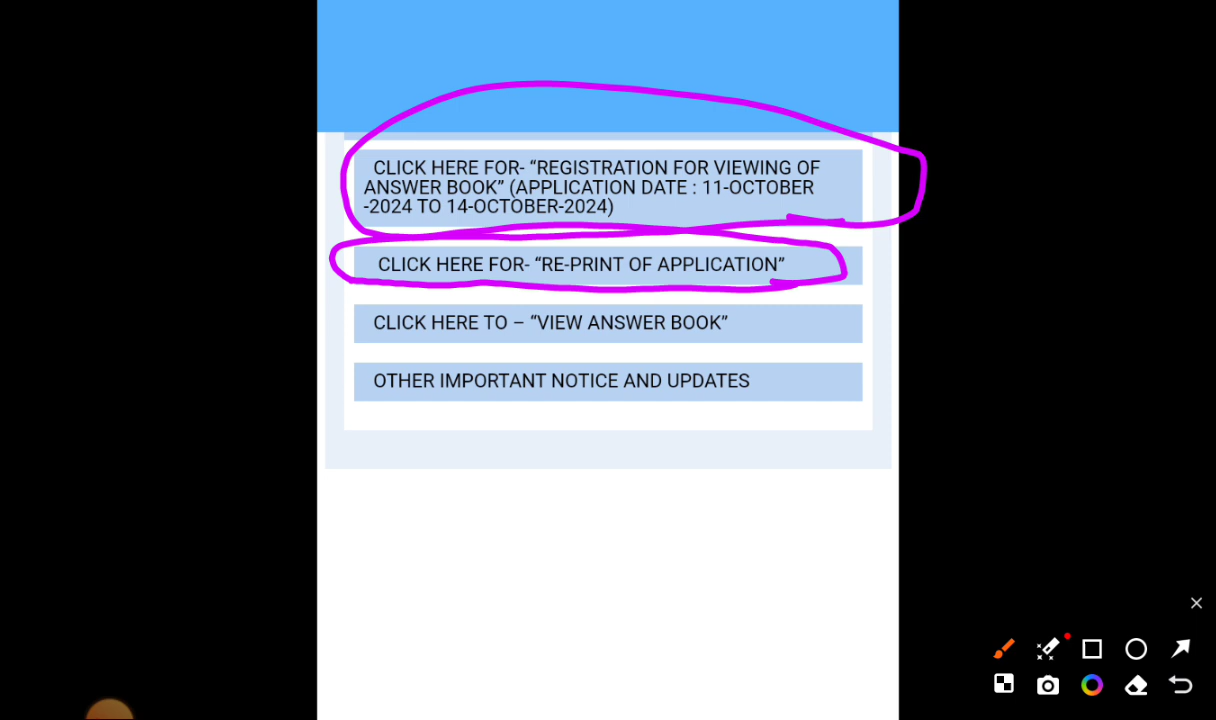 CLICK HERE FOR- “REGISTRATION FOR VIEWING OF
ANSWER BOOK” (APPLICATION DATE : 11-OCTOBER
-2024 TO 14-OCTOBER-2024)
CLICK HERE FOR- “RE-PRINT OF APPLICATION”
CLICK HERE TO – “VIEW ANSWER BOOK”
OTHER IMPORTANT NOTICE AND UPDATES